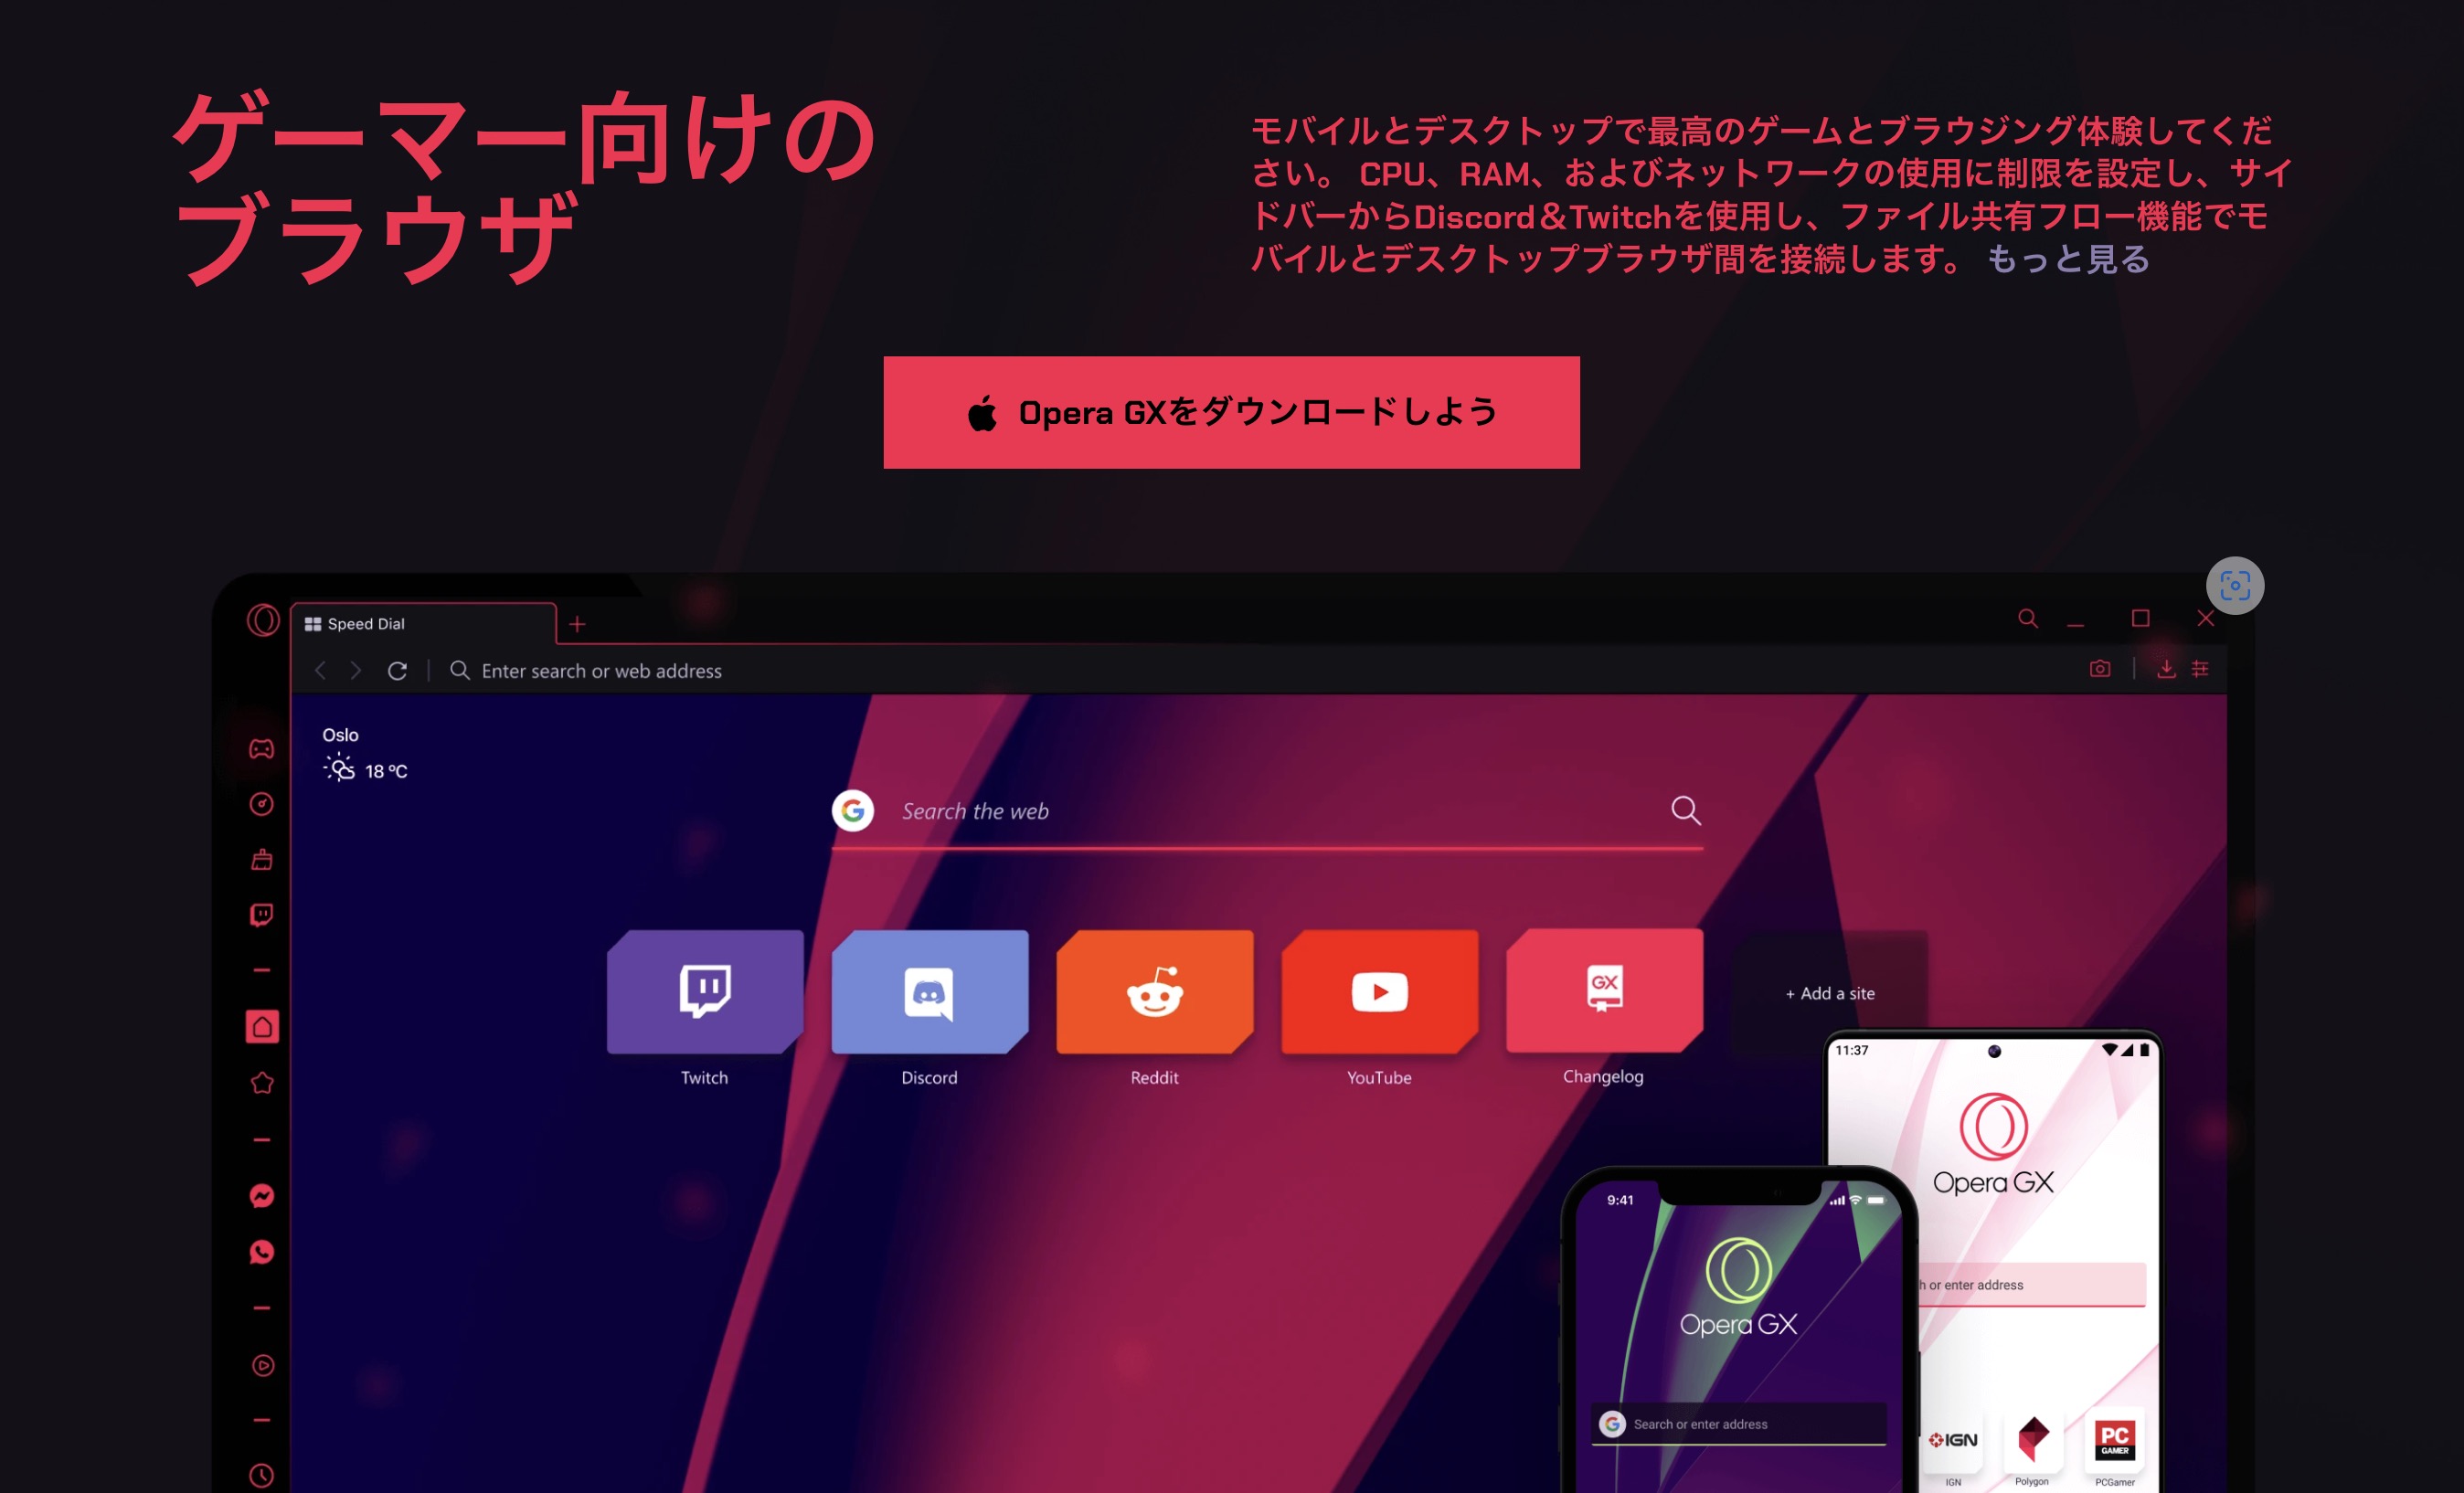 ゲーマー向けの
ブラウザ
モバイルとデスクトップで最高のゲームとブラウジング体験してくだ
さい。 CPU、RAM、およびネットワークの使用に制限を設定し、サイ
ドバーからDiscord＆Twitchを使用し、ファイル共有フロー機能でモ
バイルとデスクトップブラウザ間を接続します。 もっと見る
Opera GXをダウンロードしよう
Speed Dial
Enter search or web address
Oslo
18 ºC
Search the web
GX
+ Add a site
Twitch
Discord
Reddit
YouTube
Changelog
11:37
Opera GX
h or enter address
IGN
PC
GAMER
IGN
Polygon
PCGamer
9:41
Opera GX
Search or enter address